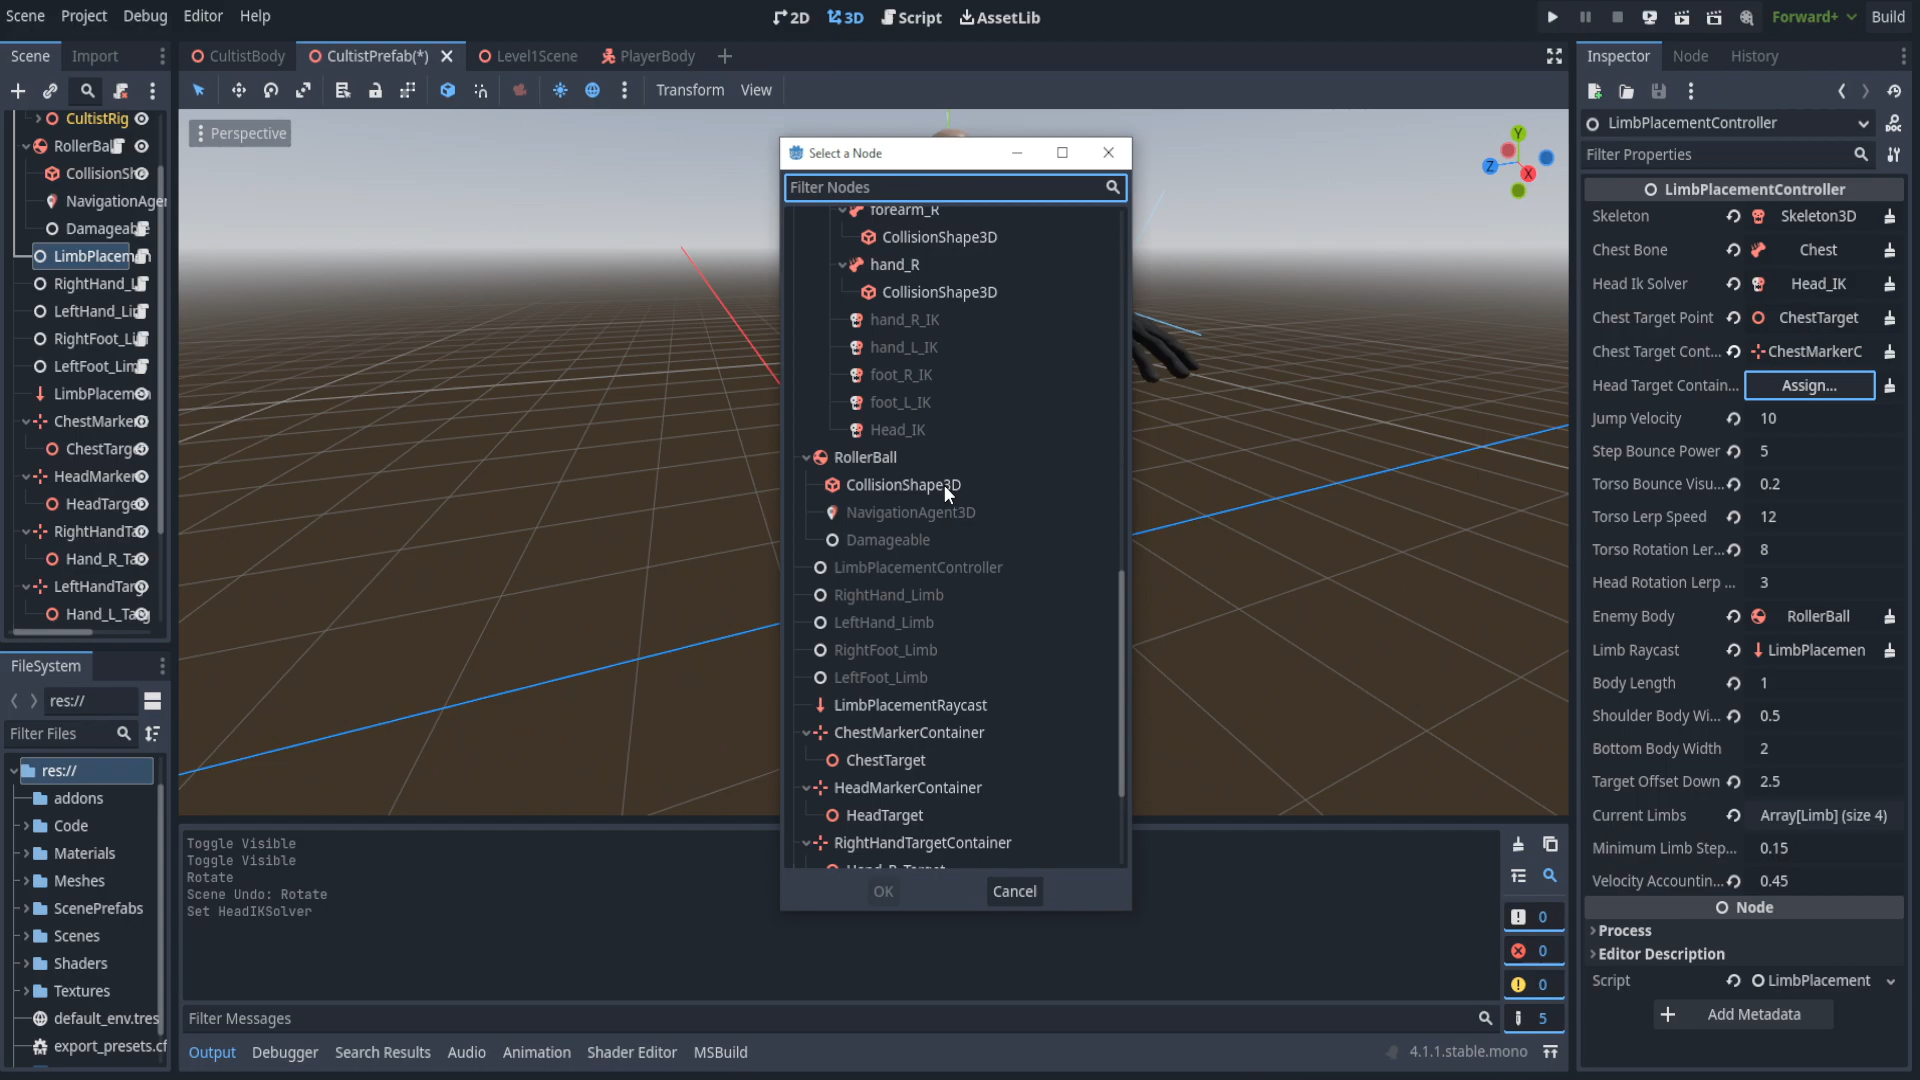 Scene Project Debug Editor Help
2D 3D Script AssetLib
Forward+ Build
Scene Import
CultistBody CultistPrefab(*) Level1Scene PlayerBody
Inspector Node History
Transform View
Perspective
CultistRig
RollerBal
CollisionSh
NavigationAge
Damageab
LimbPlacem
RightHand_L
LeftHand_Li
RightFoot_Li
LeftFoot_Lim
LimbPlacem
ChestMarke
ChestTarge
HeadMarke
HeadTarge
RightHandTa
Hand_R_Ta
LeftHandTar
Hand_L_Ta
FileSystem
res://
Filter Files
res://
addons
Code
Materials
Meshes
ScenePrefabs
Scenes
Shaders
Textures
default_env.tres
export_presets.cf
Select a Node
Filter Nodes
forearm_R
CollisionShape3D
hand_R
CollisionShape3D
hand_R_IK
hand_L_IK
foot_R_IK
foot_L_IK
Head_IK
RollerBall
CollisionShape3D
NavigationAgent3D
Damageable
LimbPlacementController
RightHand_Limb
LeftHand_Limb
RightFoot_Limb
LeftFoot_Limb
LimbPlacementRaycast
ChestMarkerContainer
ChestTarget
HeadMarkerContainer
HeadTarget
RightHandTargetContainer
OK Cancel
Y
Z
X
Toggle Visible
Toggle Visible
Rotate
Scene Undo: Rotate
Set HeadIKSolver
0
0
0
5
Filter Messages
Output Debugger Search Results Audio Animation Shader Editor MSBuild
4.1.1.stable.mono
LimbPlacementController
Filter Properties
LimbPlacementController
Skeleton Skeleton3D
Chest Bone Chest
Head Ik Solver Head_IK
Chest Target Point ChestTarget
Chest Target Cont... ChestMarkerC
Head Target Contain... Assign...
Jump Velocity 10
Step Bounce Power 5
Torso Bounce Visu... 0.2
Torso Lerp Speed 12
Torso Rotation Ler... 8
Head Rotation Lerp ... 3
Enemy Body RollerBall
Limb Raycast LimbPlacemen
Body Length 1
Shoulder Body Wi... 0.5
Bottom Body Width 2
Target Offset Down 2.5
Current Limbs Array[Limb] (size 4)
Minimum Limb Step... 0.15
Velocity Accountin... 0.45
Node
Process
Editor Description
Script LimbPlacement
Add Metadata